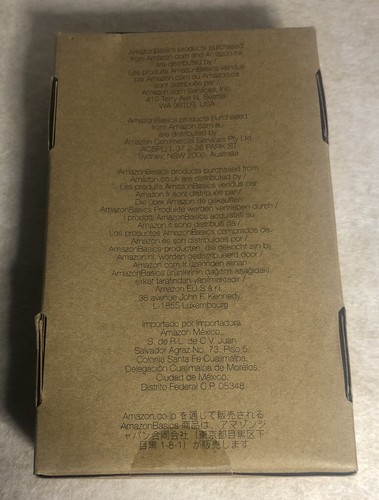 AmazonBasics products purchased
from Amazon.com and Amazon.ca
are distributed by /
Les produits AmazonBasics vendus
par Amazon.com ou Amazon.ca
sont distribués par /
Amazon.com Services, Inc.
410 Terry Ave N, Seattle
WA 98109, USA
AmazonBasics products purchased
from Amazon.com.au
are distributed by
Amazon Commercial Services Pty Ltd
L 37 2-26 PARK ST
Sydney, NSW 2000, Australia
AmazonBasics products purchased from
Amazon.co.uk are distributed by /
Les produits AmazonBasics vendus par
Amazon.fr sont distribués par /
Die über Amazon.de gekauften
AmazonBasics Produkte werden vertrieben durch /
I prodotti AmazonBasics acquistati su
Amazon.it sono distribuiti da /
Los productos AmazonBasics comprados de
Amazon.es son distribuidos por /
AmazonBasics-producten, die gekocht zijn bij
Amazon.nl, worden gedistribueerd door /
Amazon.com.tr üzerinden alınan
AmazonBasics ürünlerinin dağıtımı aşağıdaki
şirket tarafından yapılmaktadır /
Amazon EU S.à r.l.
38 avenue John F. Kennedy,
L-1855 Luxembourg
Importado por Importadora
Amazon México,
S. de R.L. de C.V. Juan
Salvador Agraz No. 73, Piso 5,
Colonia Santa Fe Cuajimalpa,
Delegación Cuajimalpa de Morelos,
Ciudad de México,
Distrito Federal C.P. 05348
Amazon.co.jp を通して販売される
AmazonBasics 商品は、アマゾンジ
ャパン合同会社（東京都目黒区下
目黒 1-8-1）が販売します